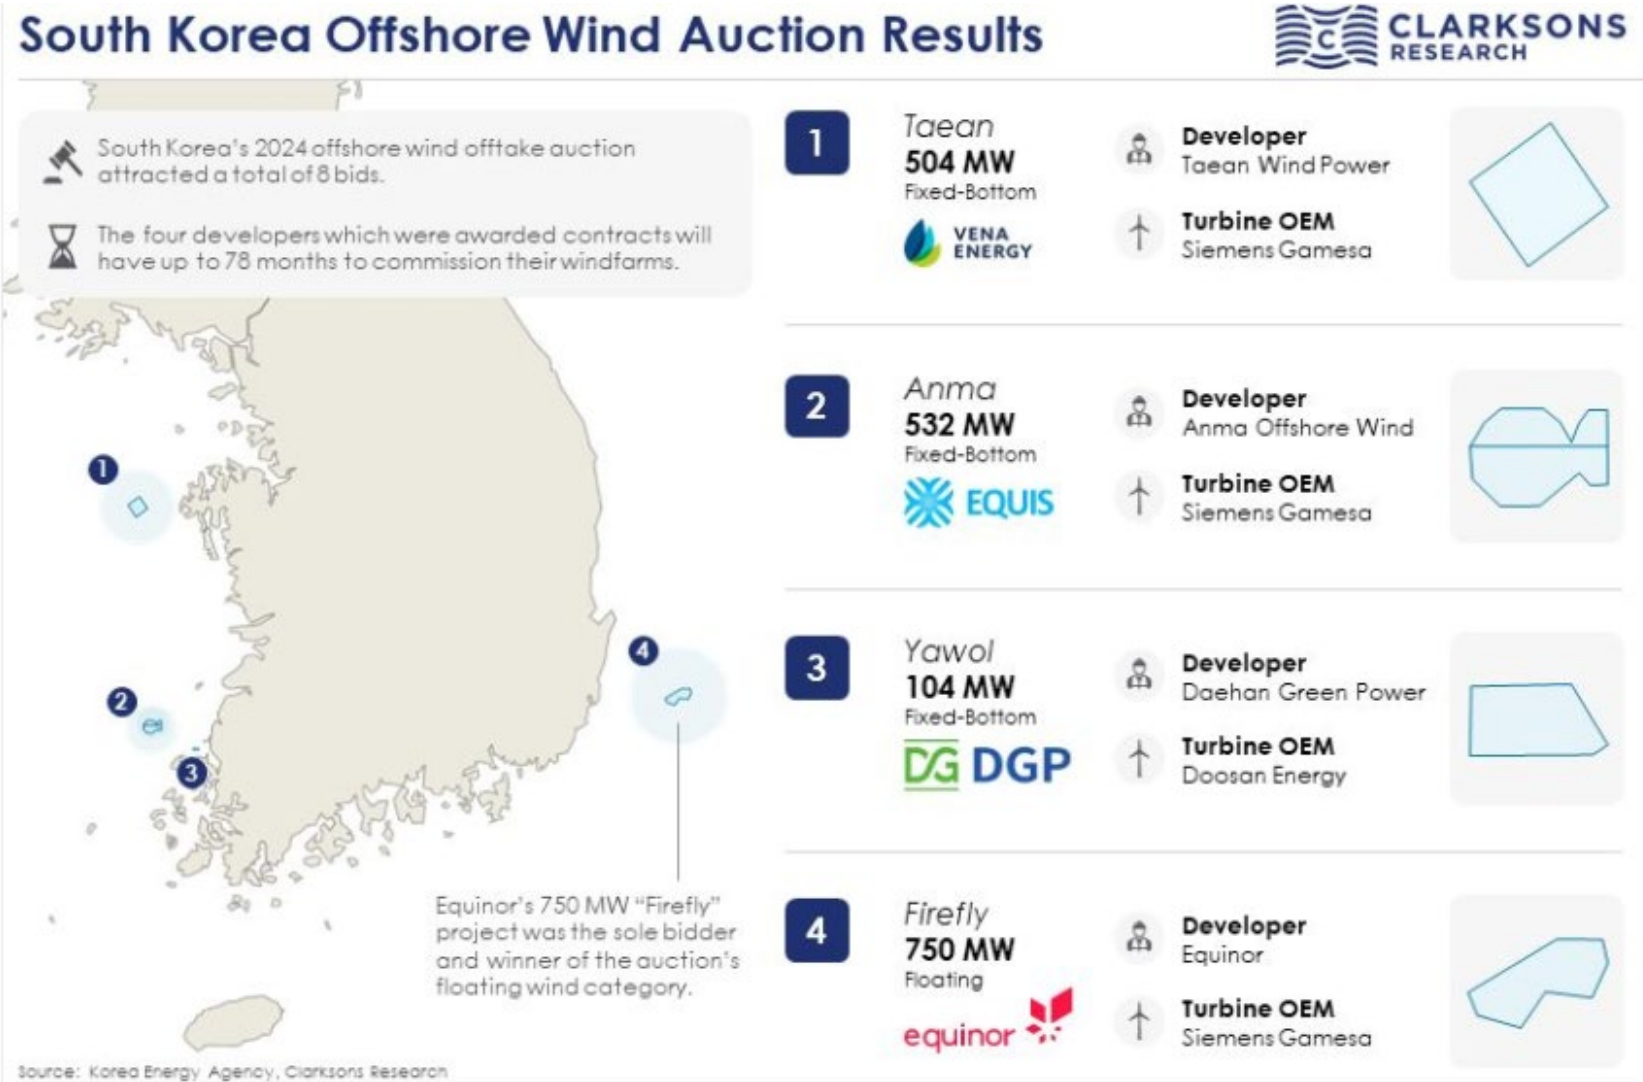 South Korea Offshore Wind Auction Results
CLARKSONS
RESEARCH
South Korea's 2024 offshore wind offtake auction
attracted a total of 8 bids.
The four developers which were awarded contracts will
have up to 78 months to commission their windfarms.
1
2
3
4
Equinor's 750 MW “Firefly”
project was the sole bidder
and winner of the auction's
floating wind category.
1
Taean
504 MW
Fixed-Bottom
VENA
ENERGY
Developer
Taean Wind Power
Turbine OEM
Siemens Gamesa
2
Anma
532 MW
Fixed-Bottom
EQUIS
Developer
Anma Offshore Wind
Turbine OEM
Siemens Gamesa
3
Yawol
104 MW
Fixed-Bottom
DG DGP
Developer
Daehan Green Power
Turbine OEM
Doosan Energy
4
Firefly
750 MW
Floating
equinor
Developer
Equinor
Turbine OEM
Siemens Gamesa
Source: Korea Energy Agency, Clarksons Research